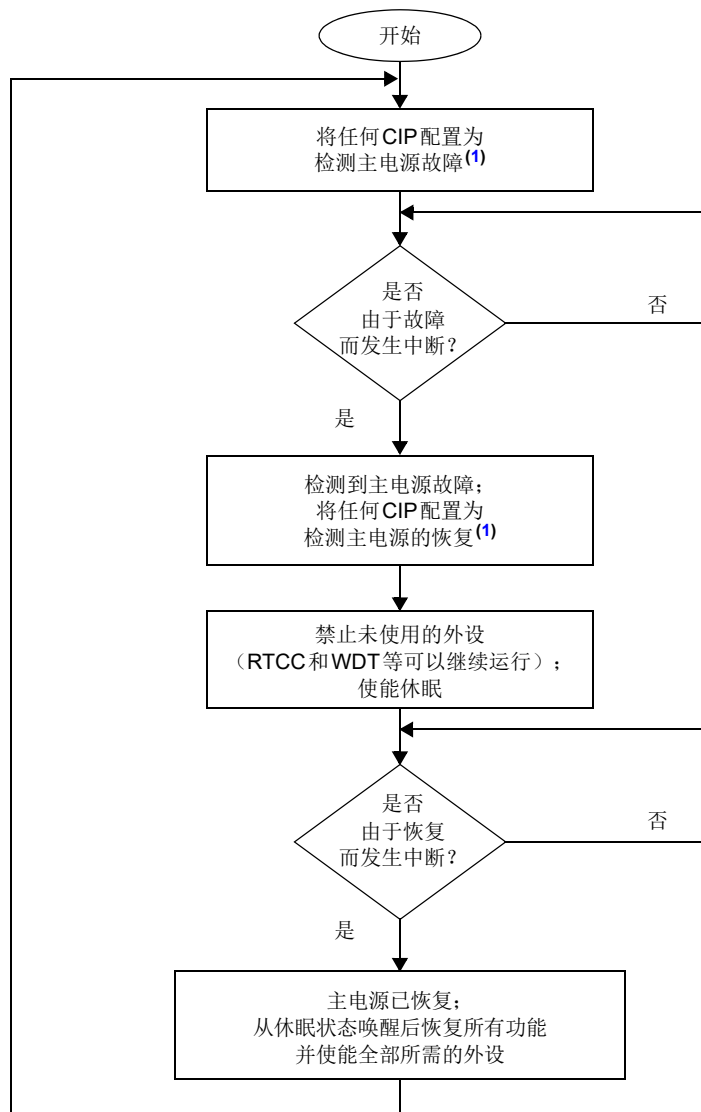 开始
将任何CIP配置为
检测主电源故障(1)
是否
由于故障
而发生中断？
否
是
检测到主电源故障；
将任何CIP配置为
检测主电源的恢复(1)
禁止未使用的外设
（RTCC和WDT等可以继续运行）；
使能休眠
是否
由于恢复
而发生中断？
否
是
主电源已恢复；
从休眠状态唤醒后恢复所有功能
并使能全部所需的外设